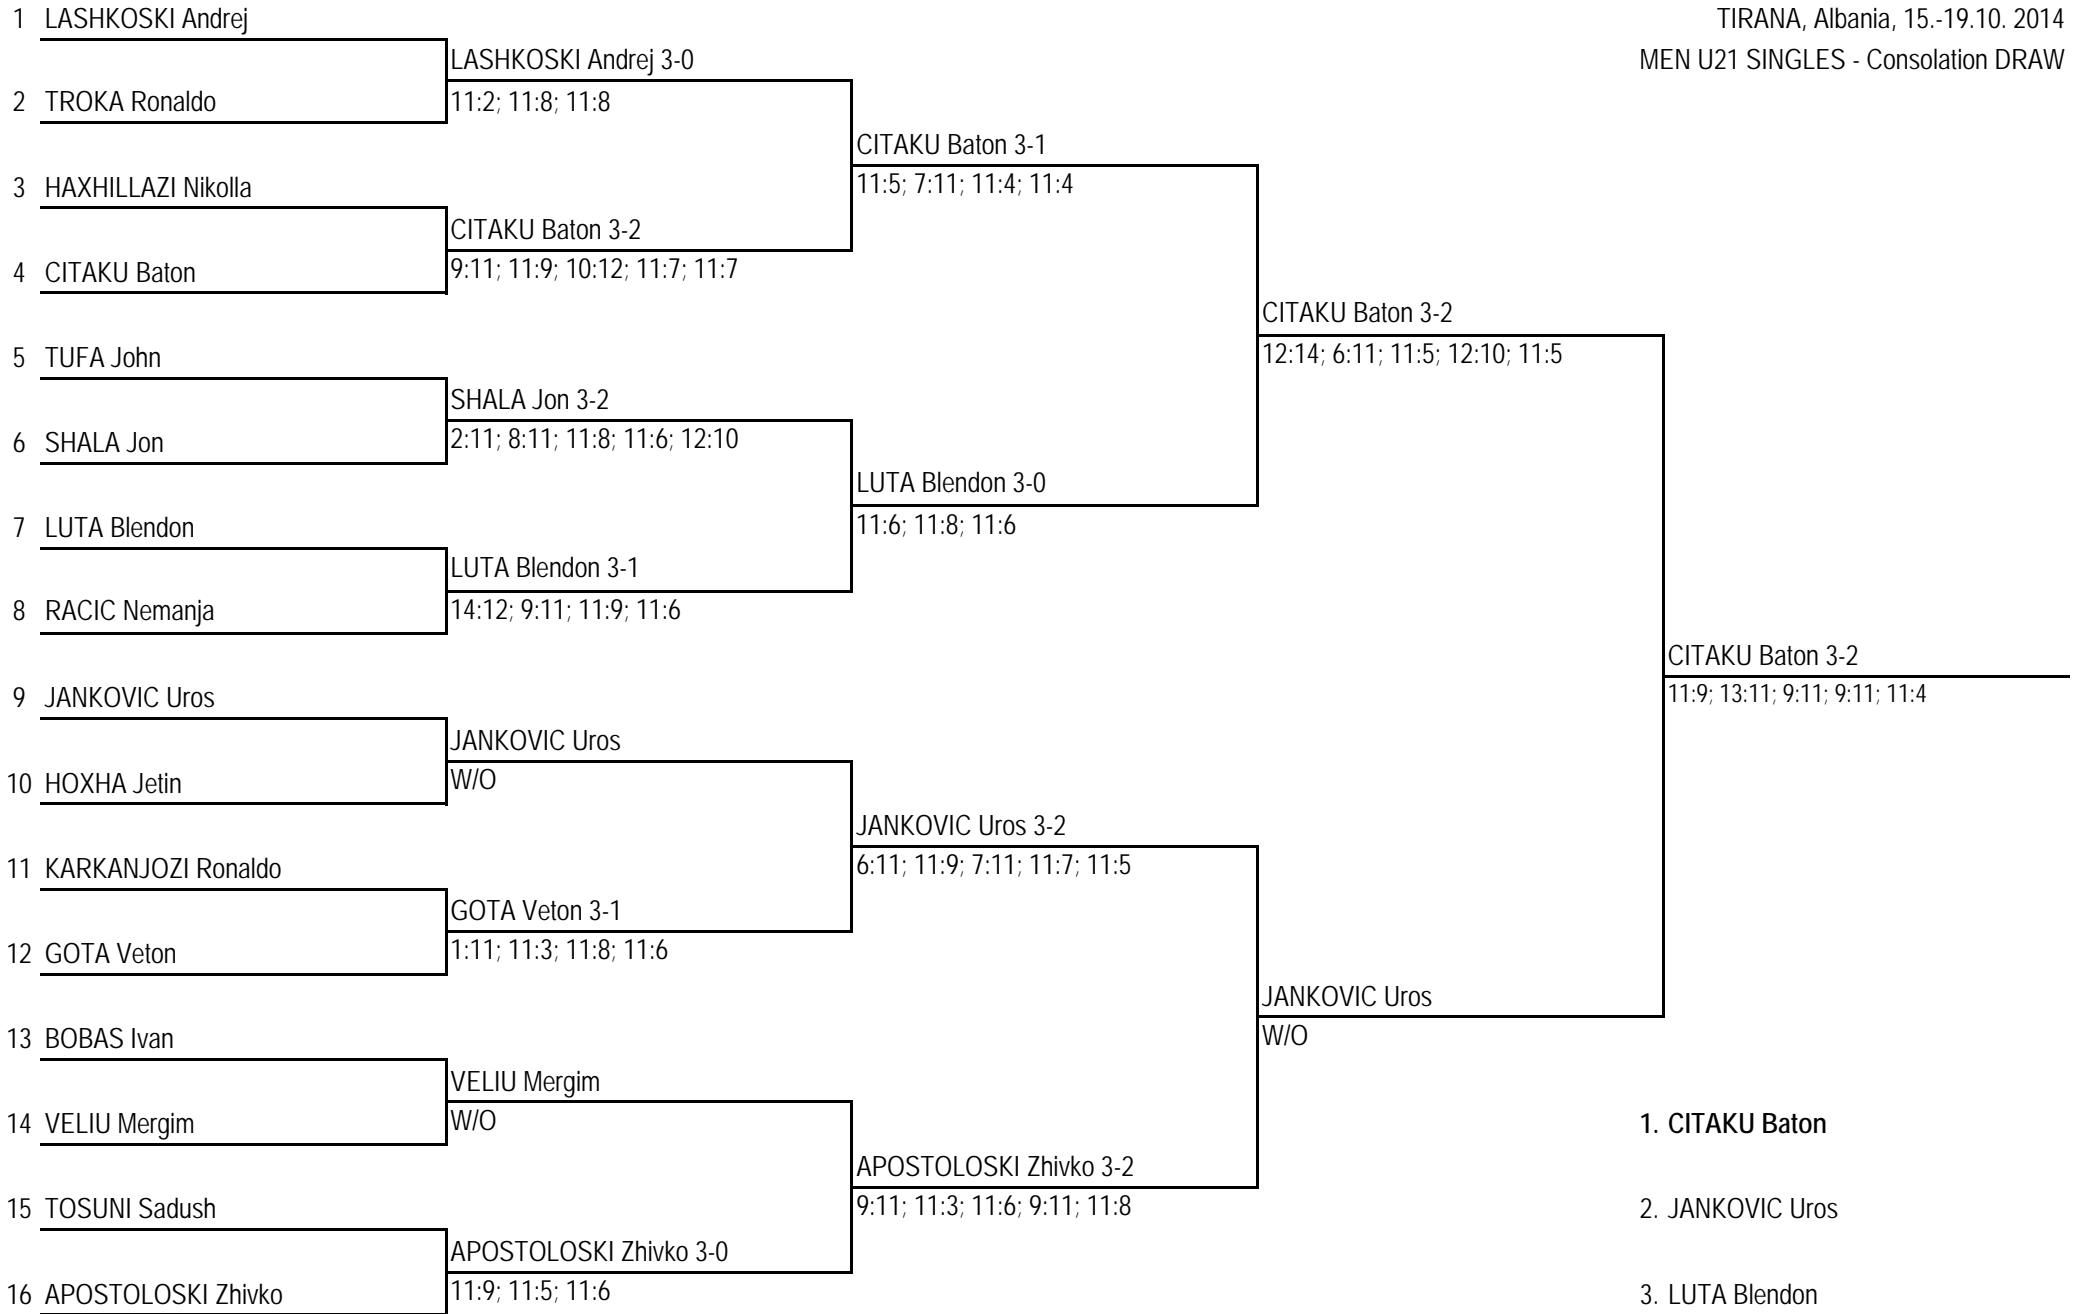 1 LASHKOSKI Andrej
TIRANA, Albania, 15.-19.10. 2014
LASHKOSKI Andrej 3-0
MEN U21 SINGLES - Consolation DRAW
2 TROKA Ronaldo
11:2; 11:8; 11:8
CITAKU Baton 3-1
3 HAXHILLAZI Nikolla
11:5; 7:11; 11:4; 11:4
CITAKU Baton 3-2
4 CITAKU Baton
9:11; 11:9; 10:12; 11:7; 11:7
CITAKU Baton 3-2
5 TUFA John
12:14; 6:11; 11:5; 12:10; 11:5
SHALA Jon 3-2
6 SHALA Jon
2:11; 8:11; 11:8; 11:6; 12:10
LUTA Blendon 3-0
7 LUTA Blendon
11:6; 11:8; 11:6
LUTA Blendon 3-1
8 RACIC Nemanja
14:12; 9:11; 11:9; 11:6
CITAKU Baton 3-2
9 JANKOVIC Uros
11:9; 13:11; 9:11; 9:11; 11:4
JANKOVIC Uros
10 HOXHA Jetin
W/O
JANKOVIC Uros 3-2
11 KARKANJOZI Ronaldo
6:11; 11:9; 7:11; 11:7; 11:5
GOTA Veton 3-1
12 GOTA Veton
1:11; 11:3; 11:8; 11:6
JANKOVIC Uros
13 BOBAS Ivan
W/O
VELIU Mergim
14 VELIU Mergim
W/O
1. CITAKU Baton
APOSTOLOSKI Zhivko 3-2
15 TOSUNI Sadush
9:11; 11:3; 11:6; 9:11; 11:8
2. JANKOVIC Uros
APOSTOLOSKI Zhivko 3-0
16 APOSTOLOSKI Zhivko
11:9; 11:5; 11:6
3. LUTA Blendon